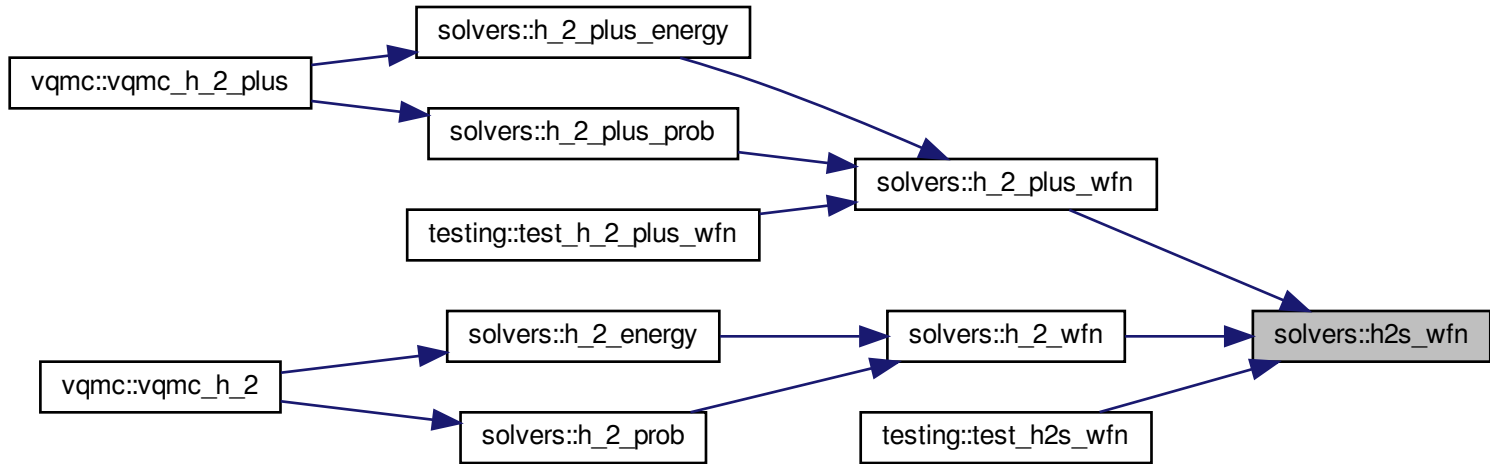 solvers::h_2_plus_energy
vqmc::vqmc_h_2_plus
solvers::h_2_plus_prob
solvers::h_2_plus_wfn
testing::test_h_2_plus_wfn
solvers::h_2_energy
solvers::h_2_wfn
solvers::h2s_wfn
vqmc::vqmc_h_2
solvers::h_2_prob
testing::test_h2s_wfn